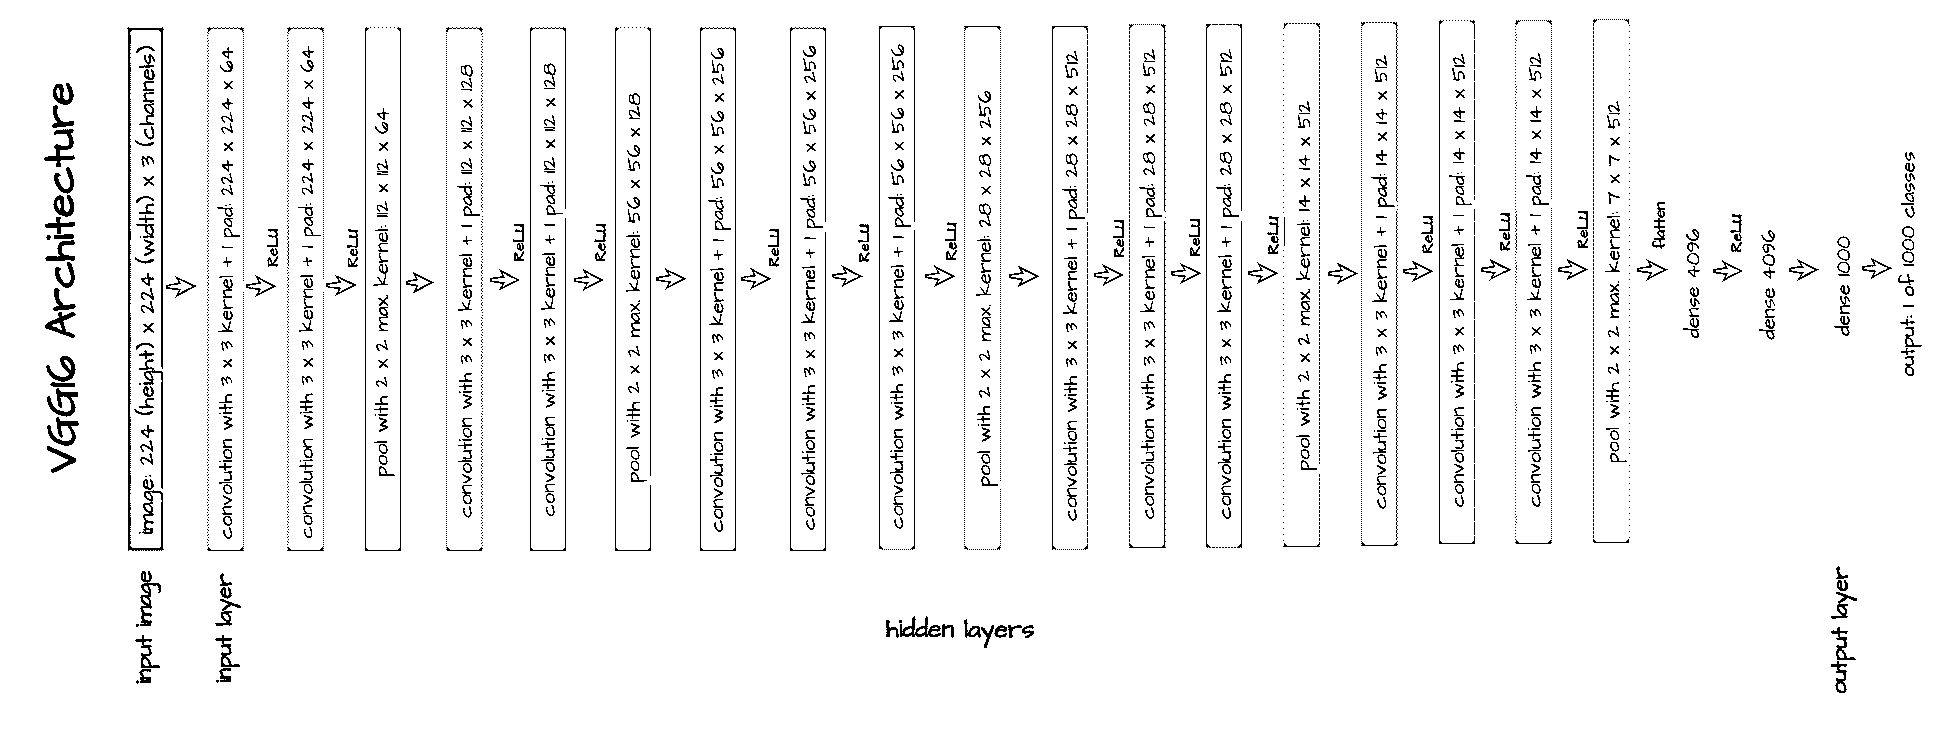 VGG16 Architecture
input image
image: 224 (height) x 224 (width) x 3 (channels)
input layer
convolution with 3 x 3 kernel + 1 pad: 224 x 224 x 64
ReLU
convolution with 3 x 3 kernel + 1 pad: 224 x 224 x 64
ReLU
pool with 2 x 2 max. kernel: 112 x 112 x 64
convolution with 3 x 3 kernel + 1 pad: 112 x 112 x 128
ReLU
convolution with 3 x 3 kernel + 1 pad: 112 x 112 x 128
ReLU
pool with 2 x 2 max. kernel: 56 x 56 x 128
convolution with 3 x 3 kernel + 1 pad: 56 x 56 x 256
ReLU
convolution with 3 x 3 kernel + 1 pad: 56 x 56 x 256
ReLU
convolution with 3 x 3 kernel + 1 pad: 56 x 56 x 256
ReLU
pool with 2 x 2 max. kernel: 28 x 28 x 256
hidden layers
convolution with 3 x 3 kernel + 1 pad: 28 x 28 x 512
ReLU
convolution with 3 x 3 kernel + 1 pad: 28 x 28 x 512
ReLU
convolution with 3 x 3 kernel + 1 pad: 28 x 28 x 512
ReLU
pool with 2 x 2 max. kernel: 14 x 14 x 512
convolution with 3 x 3 kernel + 1 pad: 14 x 14 x 512
ReLU
convolution with 3 x 3 kernel + 1 pad: 14 x 14 x 512
ReLU
convolution with 3 x 3 kernel + 1 pad: 14 x 14 x 512
ReLU
pool with 2 x 2 max. kernel: 7 x 7 x 512
flatten
dense 4096
ReLU
dense 4096
dense 1000
output layer
output: 1 of 1000 classes